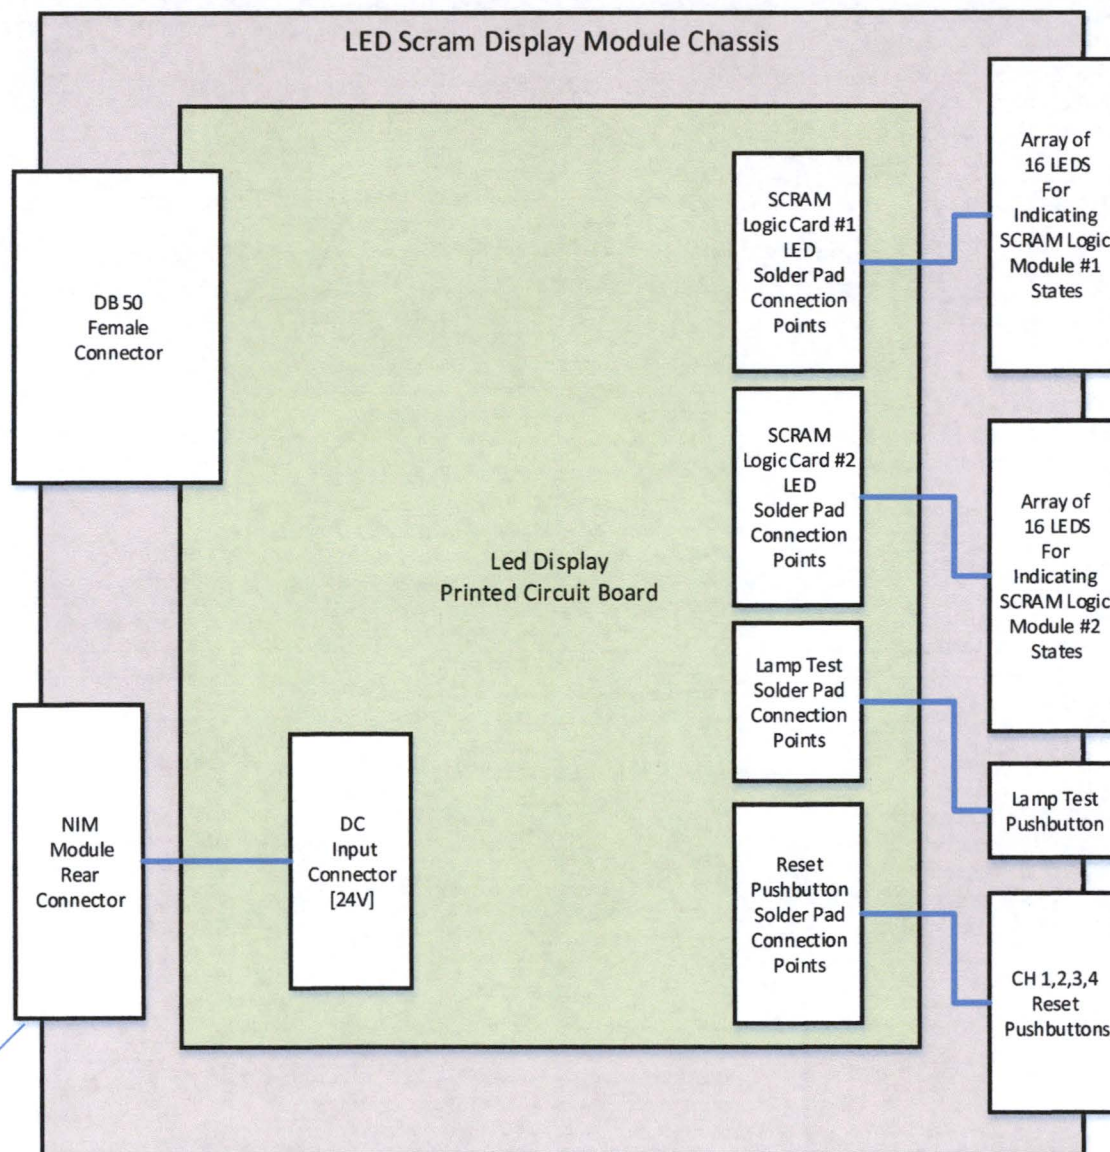 LED Scram Display Module Chassis
DB 50
Female
Connector
NIM
Module
Rear
Connector
DC
Input
Connector
[24V]
Led Display
Printed Circuit Board
SCRAM
Logic Card #1
LED
Solder Pad
Connection
Points
SCRAM
Logic Card #2
LED
Solder Pad
Connection
Points
Lamp Test
Solder Pad
Connection
Points
Reset
Pushbutton
Solder Pad
Connection
Points
Array of
16 LEDS
For
Indicating
SCRAM Logic
Module #1
States
Array of
16 LEDS
For
Indicating
SCRAM Logic
Module #2
States
Lamp Test
Pushbutton
CH 1,2,3,4
Reset
Pushbuttons